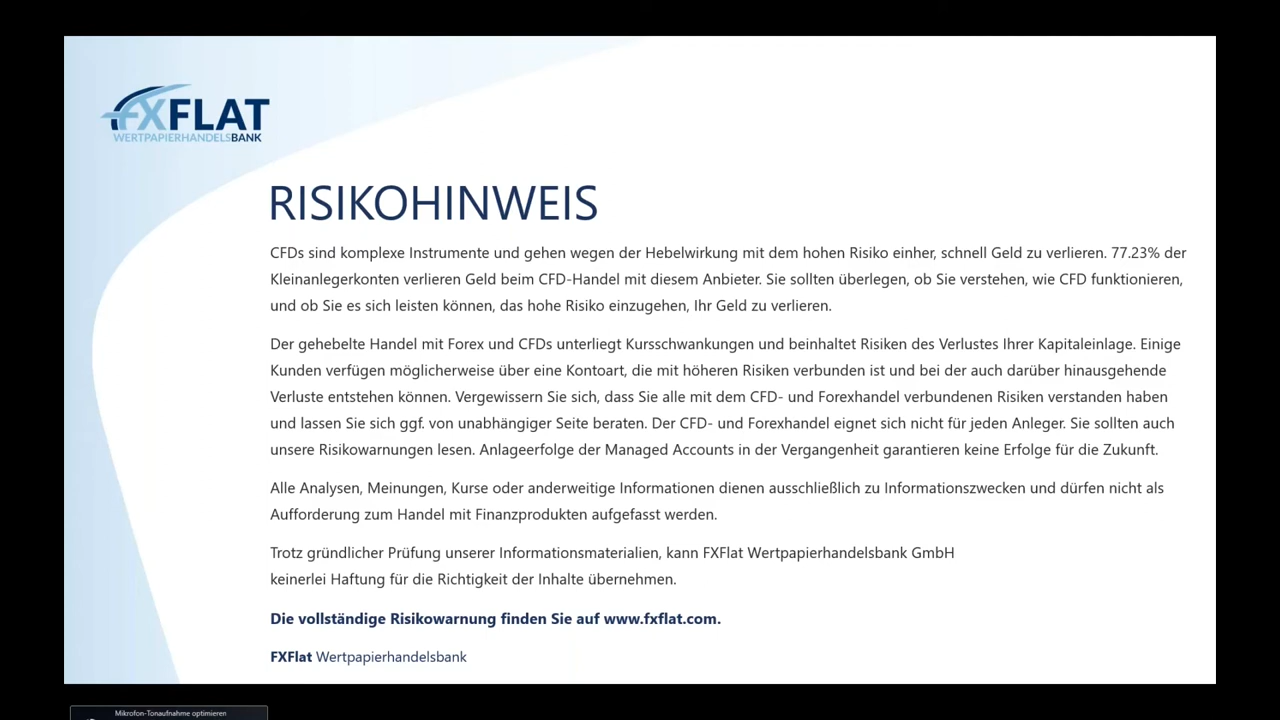 FXFLAT
WERTPAPIERHANDELSBANK
RISIKOHINWEIS
CFDs sind komplexe Instrumente und gehen wegen der Hebelwirkung mit dem hohen Risiko einher, schnell Geld zu verlieren. 77.23% der
Kleinanlegerkonten verlieren Geld beim CFD-Handel mit diesem Anbieter. Sie sollten überlegen, ob Sie verstehen, wie CFD funktionieren,
und ob Sie es sich leisten können, das hohe Risiko einzugehen, Ihr Geld zu verlieren.
Der gehebelte Handel mit Forex und CFDs unterliegt Kursschwankungen und beinhaltet Risiken des Verlustes Ihrer Kapitaleinlage. Einige
Kunden verfügen möglicherweise über eine Kontoart, die mit höheren Risiken verbunden ist und bei der auch darüber hinausgehende
Verluste entstehen können. Vergewissern Sie sich, dass Sie alle mit dem CFD- und Forexhandel verbundenen Risiken verstanden haben
und lassen Sie sich ggf. von unabhängiger Seite beraten. Der CFD- und Forexhandel eignet sich nicht für jeden Anleger. Sie sollten auch
unsere Risikowarnungen lesen. Anlageerfolge der Managed Accounts in der Vergangenheit garantieren keine Erfolge für die Zukunft.
Alle Analysen, Meinungen, Kurse oder anderweitige Informationen dienen ausschließlich zu Informationszwecken und dürfen nicht als
Aufforderung zum Handel mit Finanzprodukten aufgefasst werden.
Trotz gründlicher Prüfung unserer Informationsmaterialien, kann FXFlat Wertpapierhandelsbank GmbH
keinerlei Haftung für die Richtigkeit der Inhalte übernehmen.
Die vollständige Risikowarnung finden Sie auf www.fxflat.com.
FXFlat Wertpapierhandelsbank
Mikrofon-Tonaufnahme optimieren